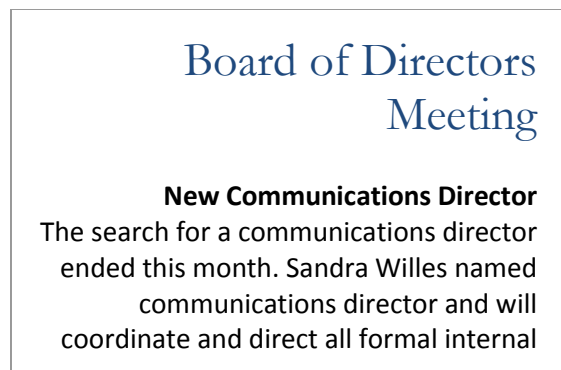 Board of Directors
Meeting
New Communications Director
The search for a communications director
ended this month. Sandra Willes named
communications director and will
coordinate and direct all formal internal